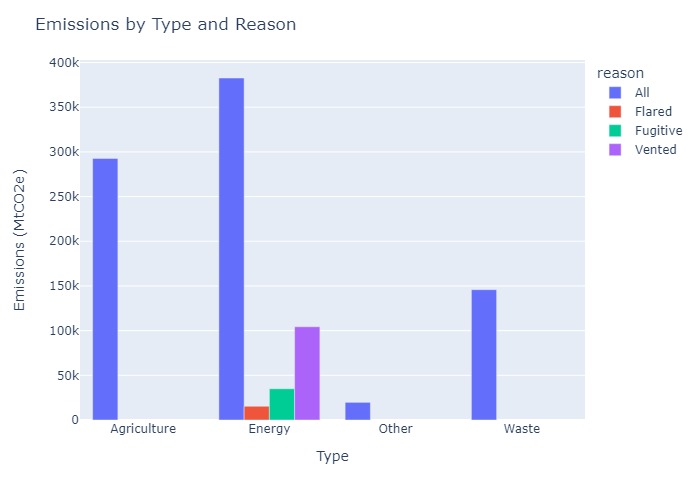 Emissions by Type and Reason
400k
350k
300k
250k
200k
150k
100k
50k
0
Emissions (MtCO2e)
Agriculture
Energy
Other
Waste
Type
reason
All
Flared
Fugitive
Vented